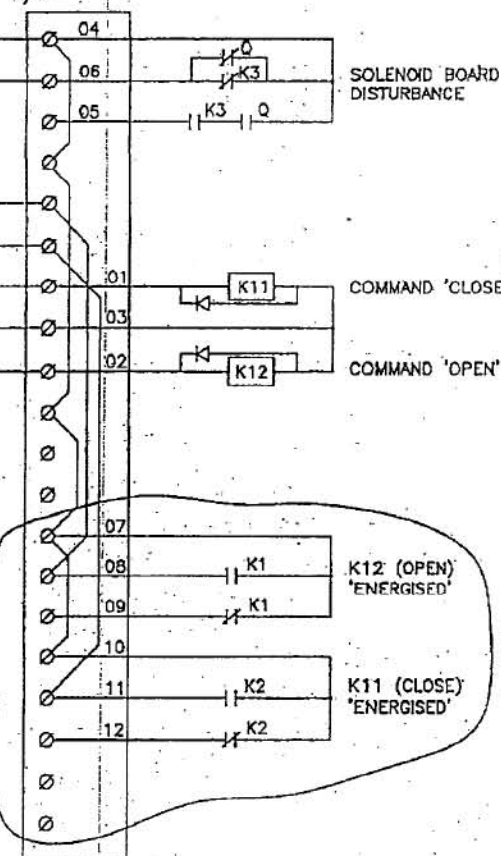 04
Q
06
K3
SOLENOID BOARD
DISTURBANCE
05
K3
Q
01
K11
COMMAND 'CLOSE
03
02
K12
COMMAND 'OPEN'
07
08
K1
K12 (OPEN)
'ENERGISED'
09
K1
10
11
K2
K11 (CLOSE)
'ENERGISED'
12
K2